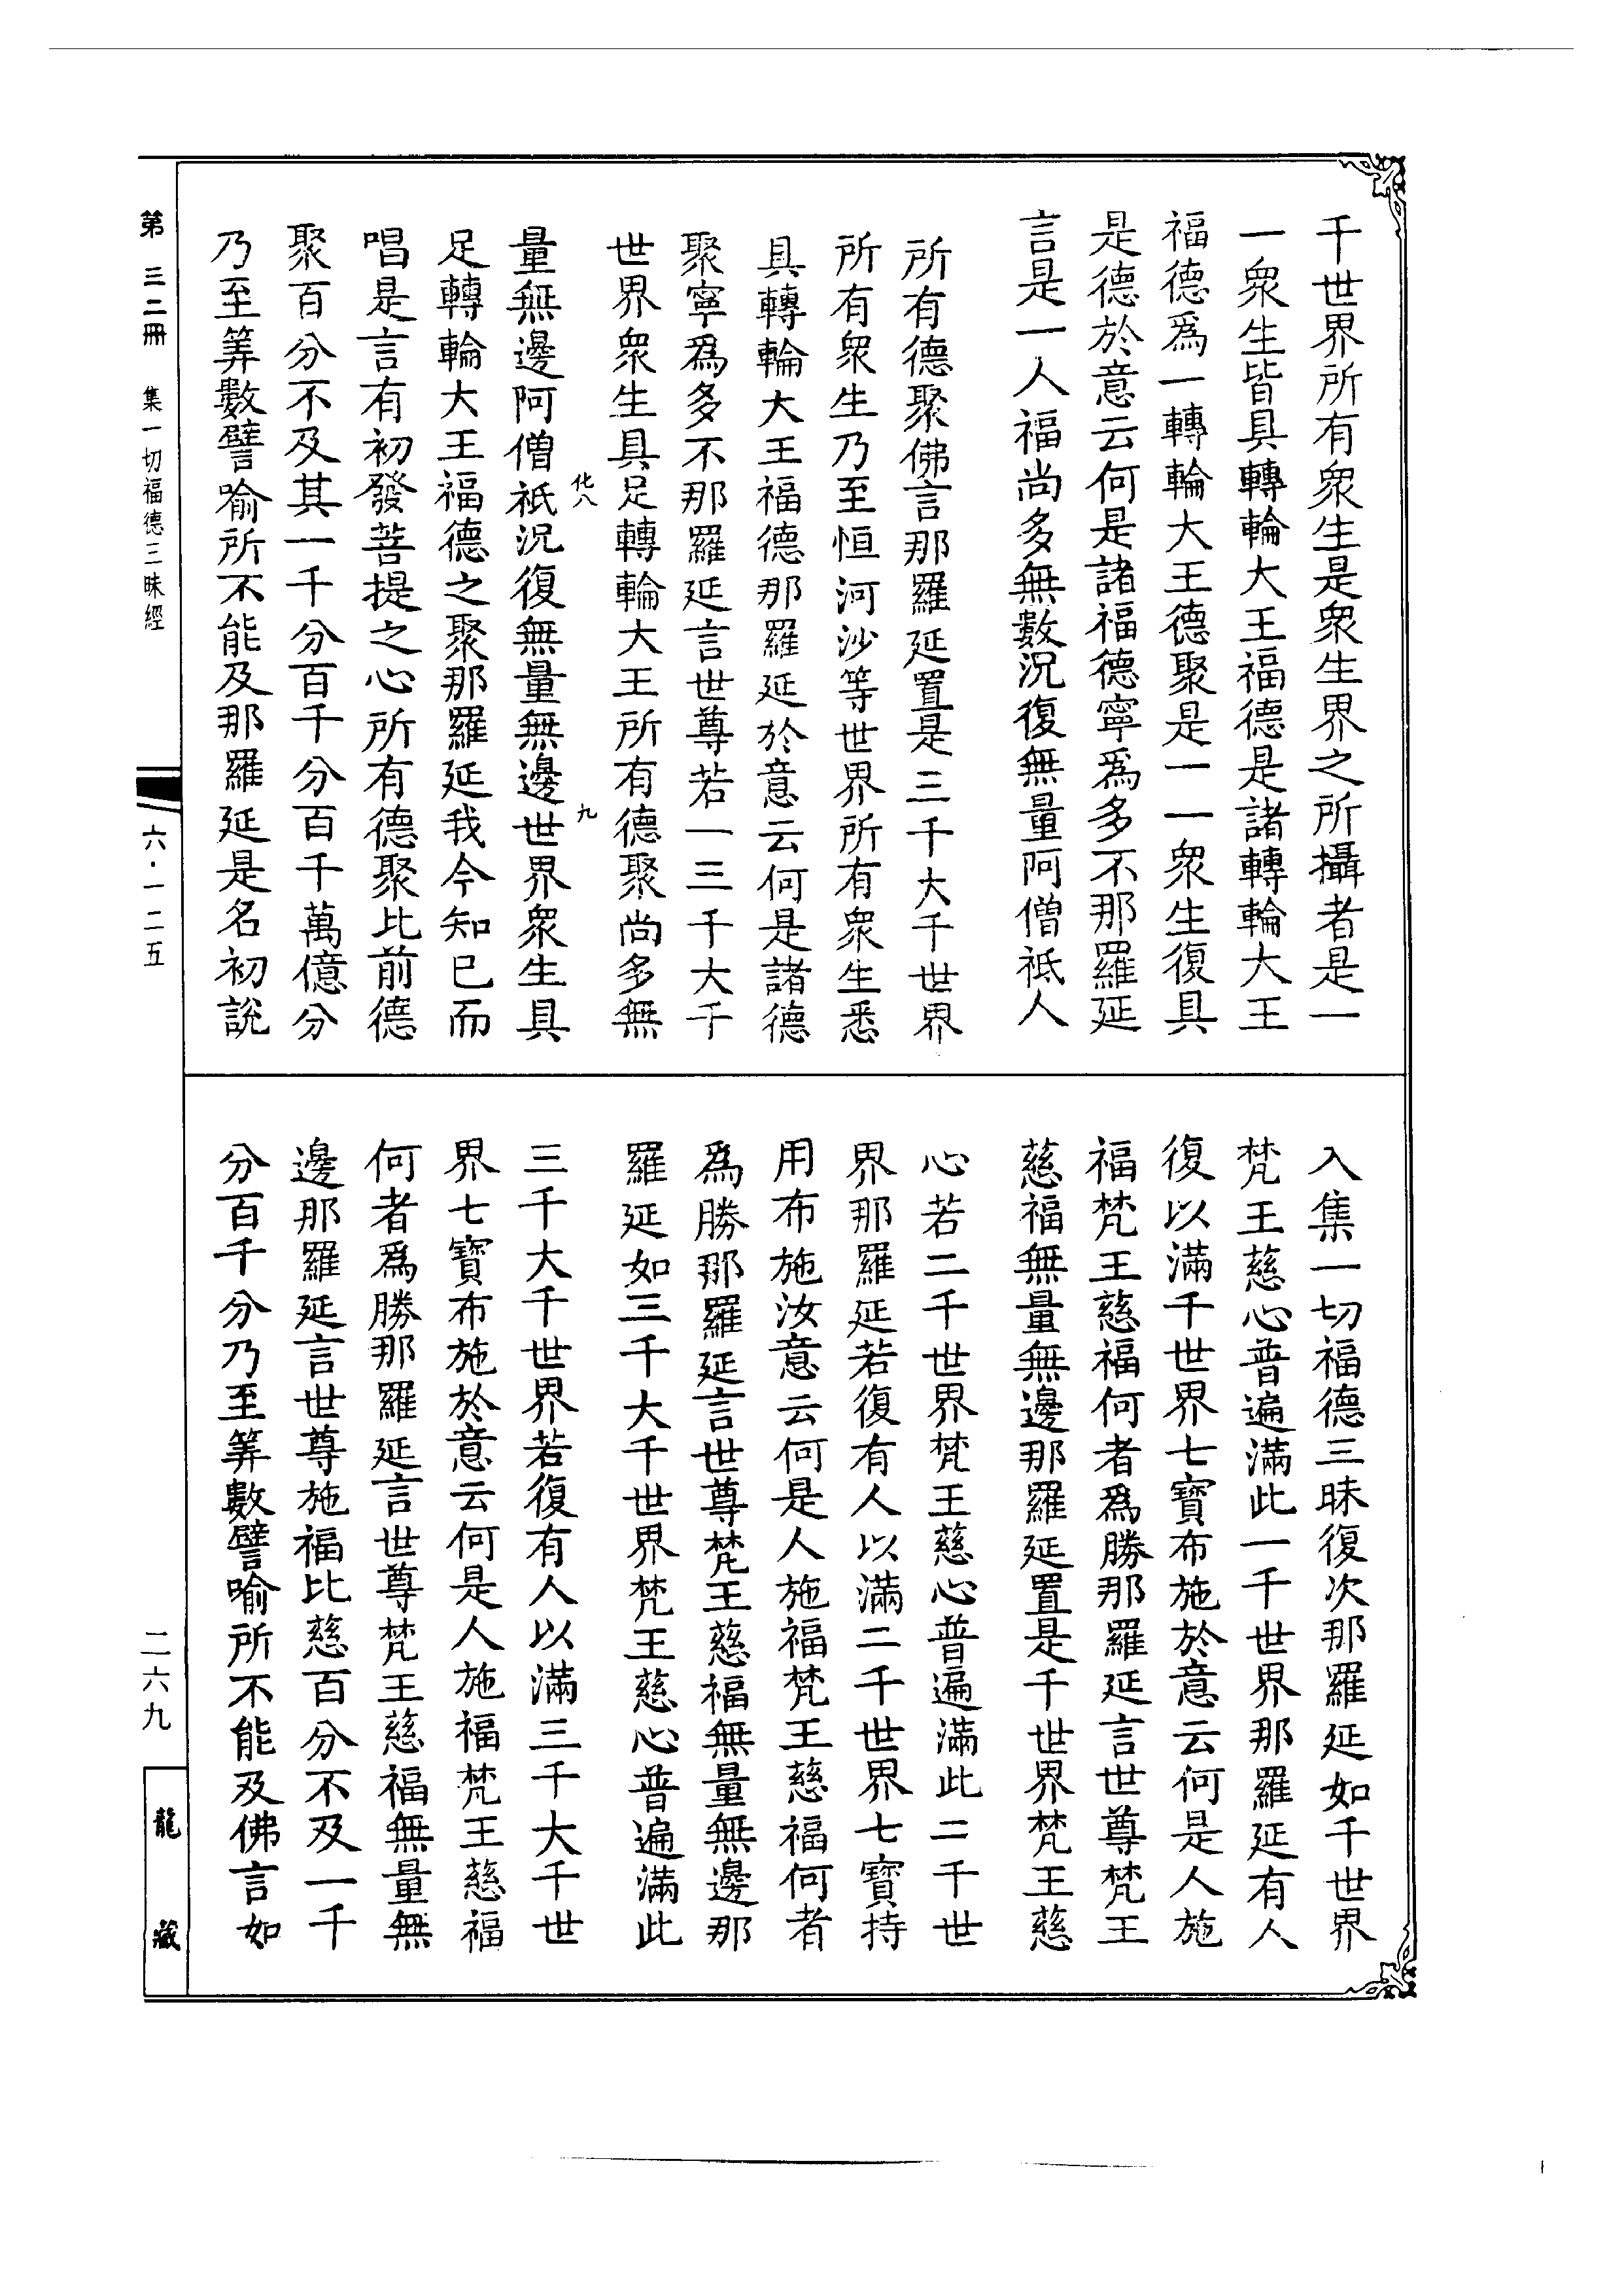 千世界所有衆生是衆生界之所攝者是一
一衆生皆具轉輪大王福德是諸轉輪大王
福德爲一轉輪大王德聚是一一衆生復具
是德於意云何是諸福德寧爲多不那羅延
言是一人福尚多無數況復無量阿僧祇人
所有德聚佛言那羅延置是三千大千世界
所有衆生乃至恒河沙等世界所有衆生悉
具轉輪大王福德那羅延於意云何是諸德
聚寧爲多不那羅延言世尊若一三千大千
世界衆生具足轉輪大王所有德聚尚多無
化八
九
量無邊阿僧祇況復無量無邊世界衆生具
足轉輪大王福德之聚那羅延我今知已而
唱是言有初發菩提之心所有德聚比前德
聚百分不及其一千分百千分百千萬億分
乃至筭數譬喻所不能及那羅延是名初說
入集一切福德三昧復次那羅延如千世界
梵王慈心普遍滿此一千世界那羅延有人
復以滿千世界七寶布施於意云何是人施
福梵王慈福何者爲勝那羅延言世尊梵王
慈福無量無邊那羅延置是千世界梵王慈
心若二千世界梵王慈心普遍滿此二千世
界那羅延若復有人以滿二千世界七寶持
用布施汝意云何是人施福梵王慈福何者
爲勝那羅延言世尊梵王慈福無量無邊那
羅延如三千大千世界梵王慈心普遍滿此
三千大千世界若復有人以滿三千大千世
界七寶布施於意云何是人施福梵王慈福
何者爲勝那羅延言世尊梵王慈福無量無
邊那羅延言世尊施福比慈百分不及一千
分百千分乃至筭數譬喻所不能及佛言如
第三二冊 集一切福德三昧經
六·一二五
二六九
龍藏